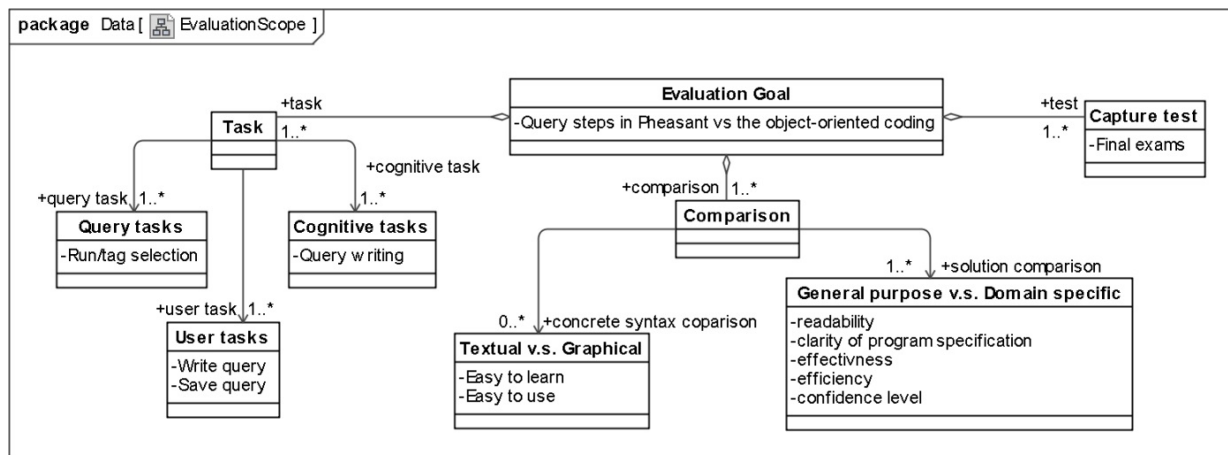 package Data [ EvaluationScope ]
Evaluation Goal
-Query steps in Pheasant vs the object-oriented coding
+task
1..*
Task
+test
1..*
Capture test
-Final exams
+cognitive task
1..*
+query task
1..*
Query tasks
-Run/tag selection
Cognitive tasks
-Query writing
+comparison
1..*
Comparison
+user task
1..*
User tasks
-Write query
-Save query
0..*
+concrete syntax coparison
Textual v.s. Graphical
-Easy to learn
-Easy to use
1..*
+solution comparison
General purpose v.s. Domain specific
-readability
-clarity of program specification
-effectivness
-efficiency
-confidence level